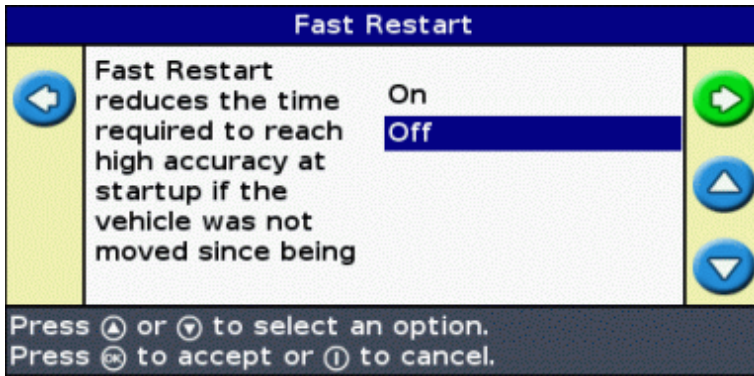 Fast Restart
Fast Restart
reduces the time
required to reach
high accuracy at
startup if the
vehicle was not
moved since being
On
Off
Press or to select an option.
Press OK to accept or to cancel.